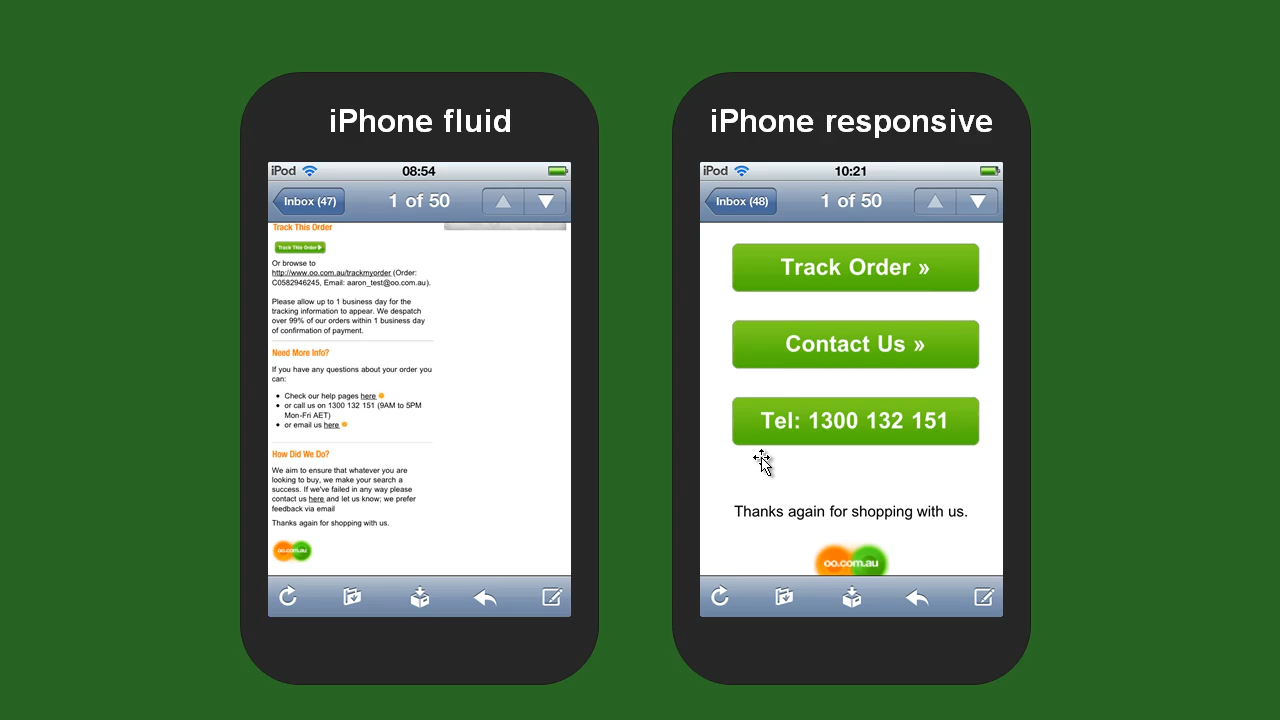 iPhone fluid
iPod
08:54
Inbox (47)
1 of 50
Track This Order
Track This Order
Or browse to
http://www.oo.com.au/trackmyorder (Order:
C0582946245, Email: aaron_test@oo.com.au).
Please allow up to 1 business day for the
tracking information to appear. We despatch
over 99% of our orders within 1 business day
of confirmation of payment.
Need More Info?
If you have any questions about your order you
can:
• Check our help pages here
• or call us on 1300 132 151 (9AM to 5PM
Mon-Fri AET)
• or email us here
How Did We Do?
We aim to ensure that whatever you are
looking to buy, we make your search a
success. If we've failed in any way please
contact us here and let us know; we prefer
feedback via email
Thanks again for shopping with us.
oo.com.au
iPhone responsive
iPod
10:21
Inbox (48)
1 of 50
Track Order »
Contact Us »
Tel: 1300 132 151
Thanks again for shopping with us.
oo.com.au